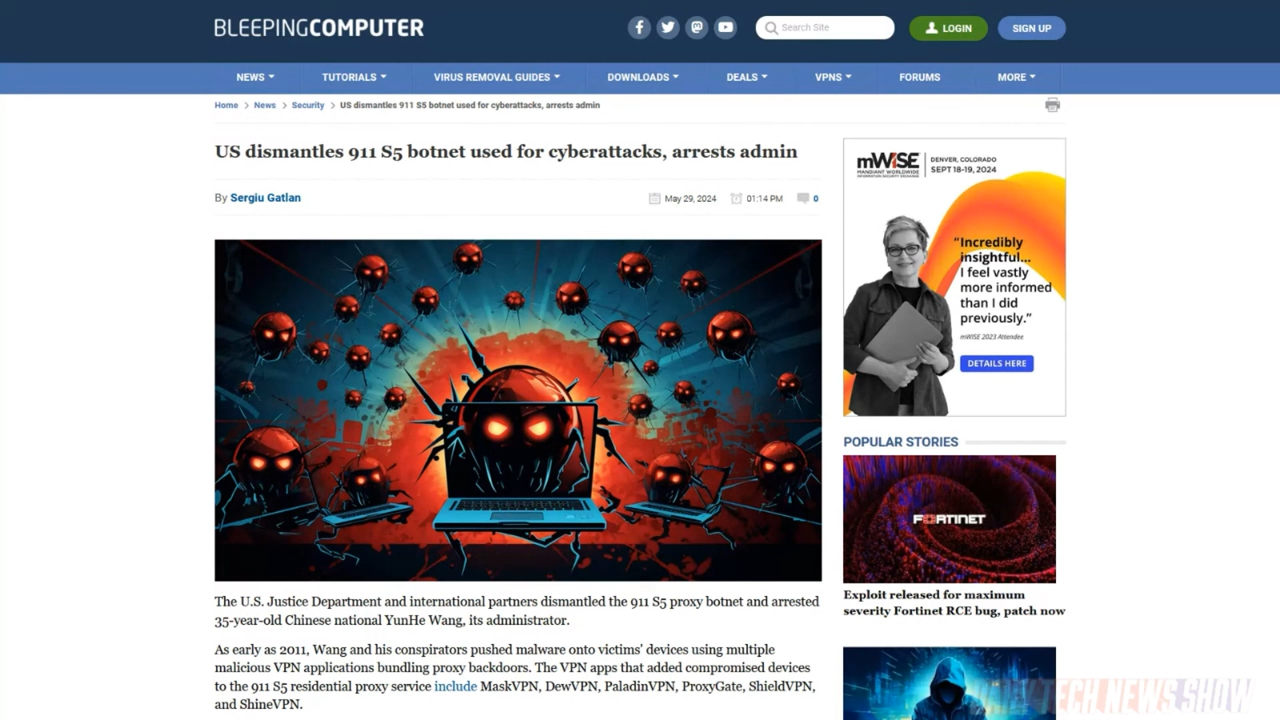 BLEEPINGCOMPUTER
Search Site
LOGIN
SIGN UP
NEWS
TUTORIALS
VIRUS REMOVAL GUIDES
DOWNLOADS
DEALS
VPNS
FORUMS
MORE
Home > News > Security > US dismantles 911 S5 botnet used for cyberattacks, arrests admin
US dismantles 911 S5 botnet used for cyberattacks, arrests admin
By Sergiu Gatlan
May 29, 2024
01:14 PM
0
The U.S. Justice Department and international partners dismantled the 911 S5 proxy botnet and arrested
35-year-old Chinese national YunHe Wang, its administrator.
As early as 2011, Wang and his conspirators pushed malware onto victims' devices using multiple
malicious VPN applications bundling proxy backdoors. The VPN apps that added compromised devices
to the 911 S5 residential proxy service include MaskVPN, DewVPN, PaladinVPN, ProxyGate, ShieldVPN,
and ShineVPN.
mWISE
MANDIANT WORLDWIDE
INFORMATION SECURITY EXCHANGE
DENVER, COLORADO
SEPT 18-19, 2024
“Incredibly
insightful...
I feel vastly
more informed
than I did
previously.”
mWISE 2023 Attendee
DETAILS HERE
POPULAR STORIES
FORTINET
Exploit released for maximum
severity Fortinet RCE bug, patch now
TECH NEWS SHOW